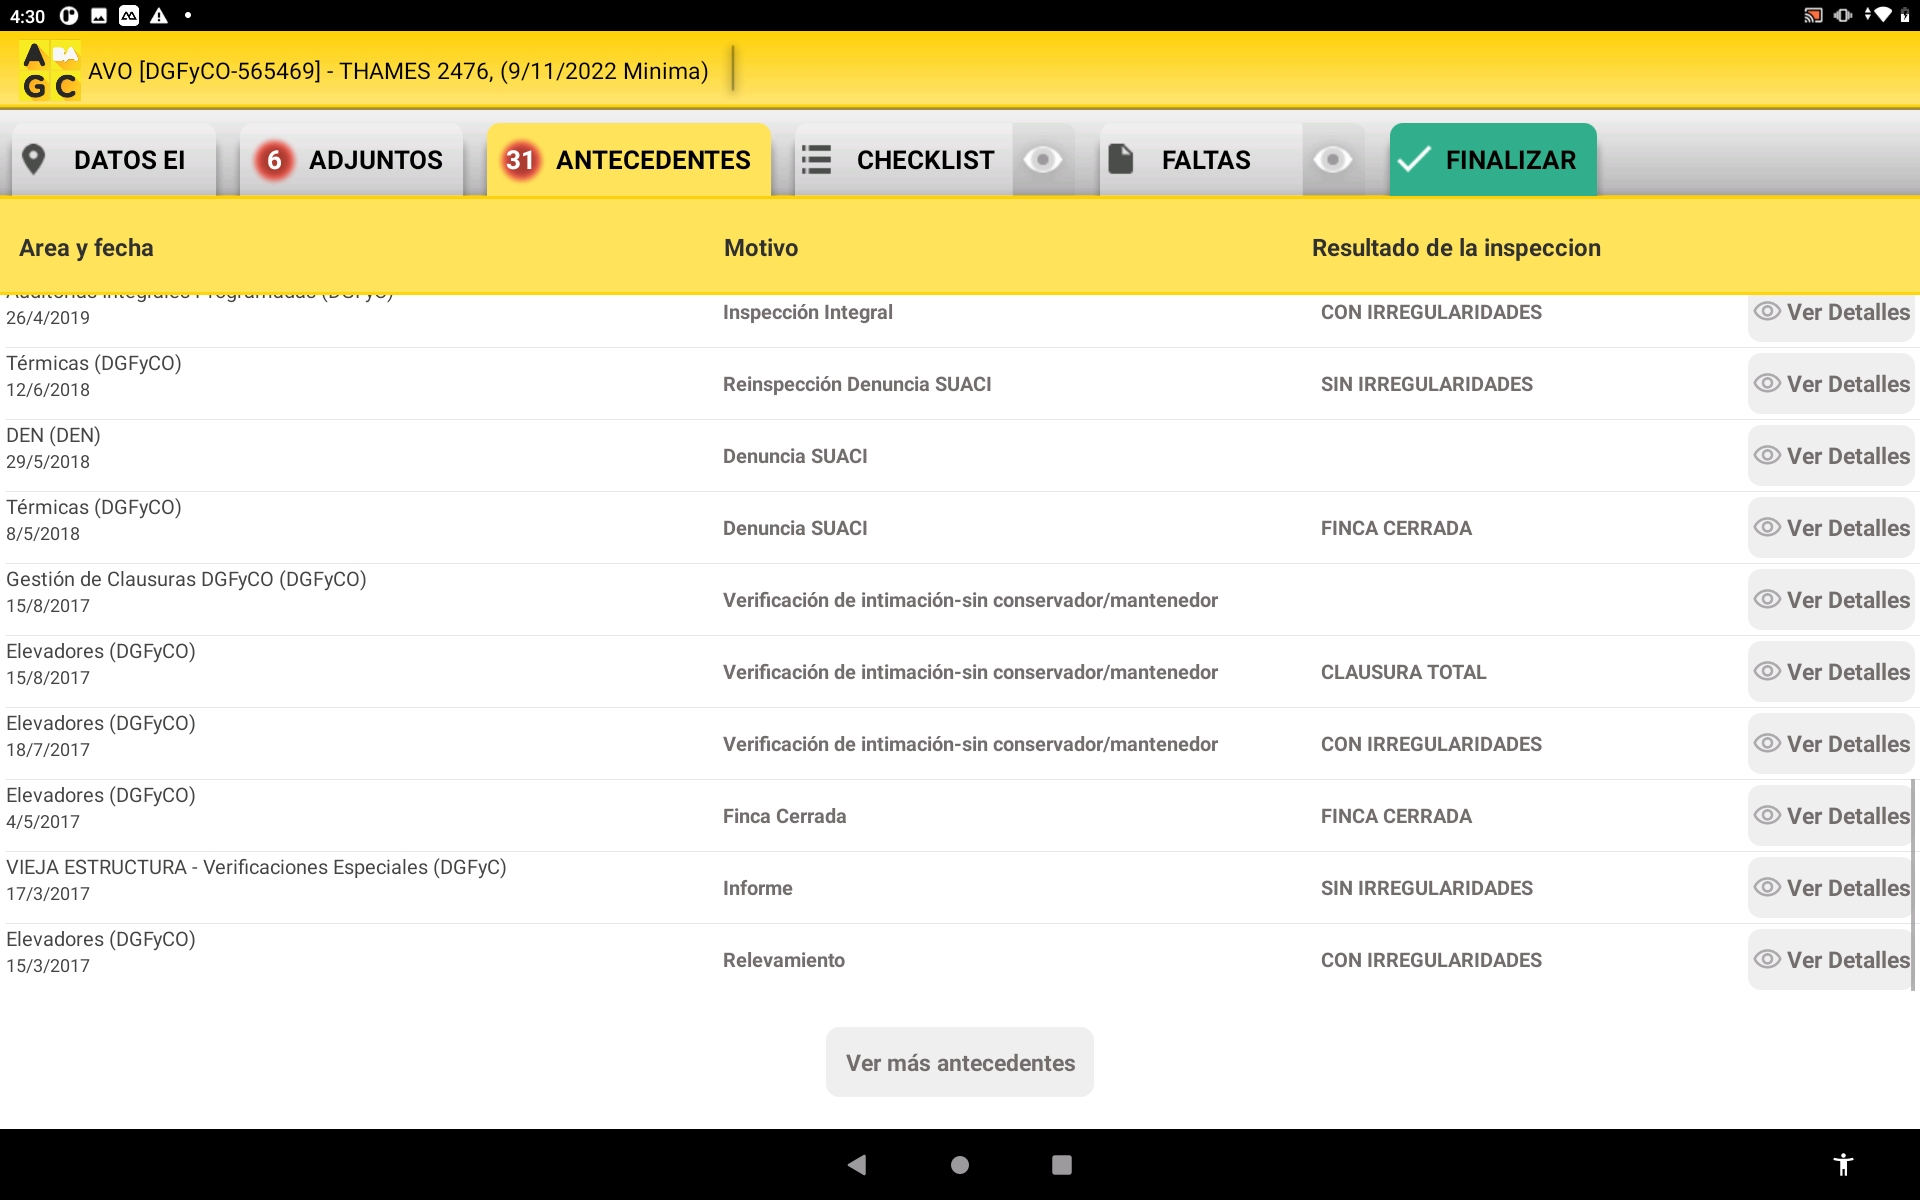 4:30
AG BA C
AVO [DGFyCO-565469] - THAMES 2476, (9/11/2022 Minima)
DATOS EI
6 ADJUNTOS
31 ANTECEDENTES
CHECKLIST
FALTAS
FINALIZAR
Area y fecha
Motivo
Resultado de la inspeccion
Auditorias Integrales Programadas (DGFyC)
26/4/2019
Inspección Integral
CON IRREGULARIDADES
Ver Detalles
Térmicas (DGFyCO)
12/6/2018
Reinspección Denuncia SUACI
SIN IRREGULARIDADES
Ver Detalles
DEN (DEN)
29/5/2018
Denuncia SUACI
Ver Detalles
Térmicas (DGFyCO)
8/5/2018
Denuncia SUACI
FINCA CERRADA
Ver Detalles
Gestión de Clausuras DGFyCO (DGFyCO)
15/8/2017
Verificación de intimación-sin conservador/mantenedor
Ver Detalles
Elevadores (DGFyCO)
15/8/2017
Verificación de intimación-sin conservador/mantenedor
CLAUSURA TOTAL
Ver Detalles
Elevadores (DGFyCO)
18/7/2017
Verificación de intimación-sin conservador/mantenedor
CON IRREGULARIDADES
Ver Detalles
Elevadores (DGFyCO)
4/5/2017
Finca Cerrada
FINCA CERRADA
Ver Detalles
VIEJA ESTRUCTURA - Verificaciones Especiales (DGFyC)
17/3/2017
Informe
SIN IRREGULARIDADES
Ver Detalles
Elevadores (DGFyCO)
15/3/2017
Relevamiento
CON IRREGULARIDADES
Ver Detalles
Ver más antecedentes